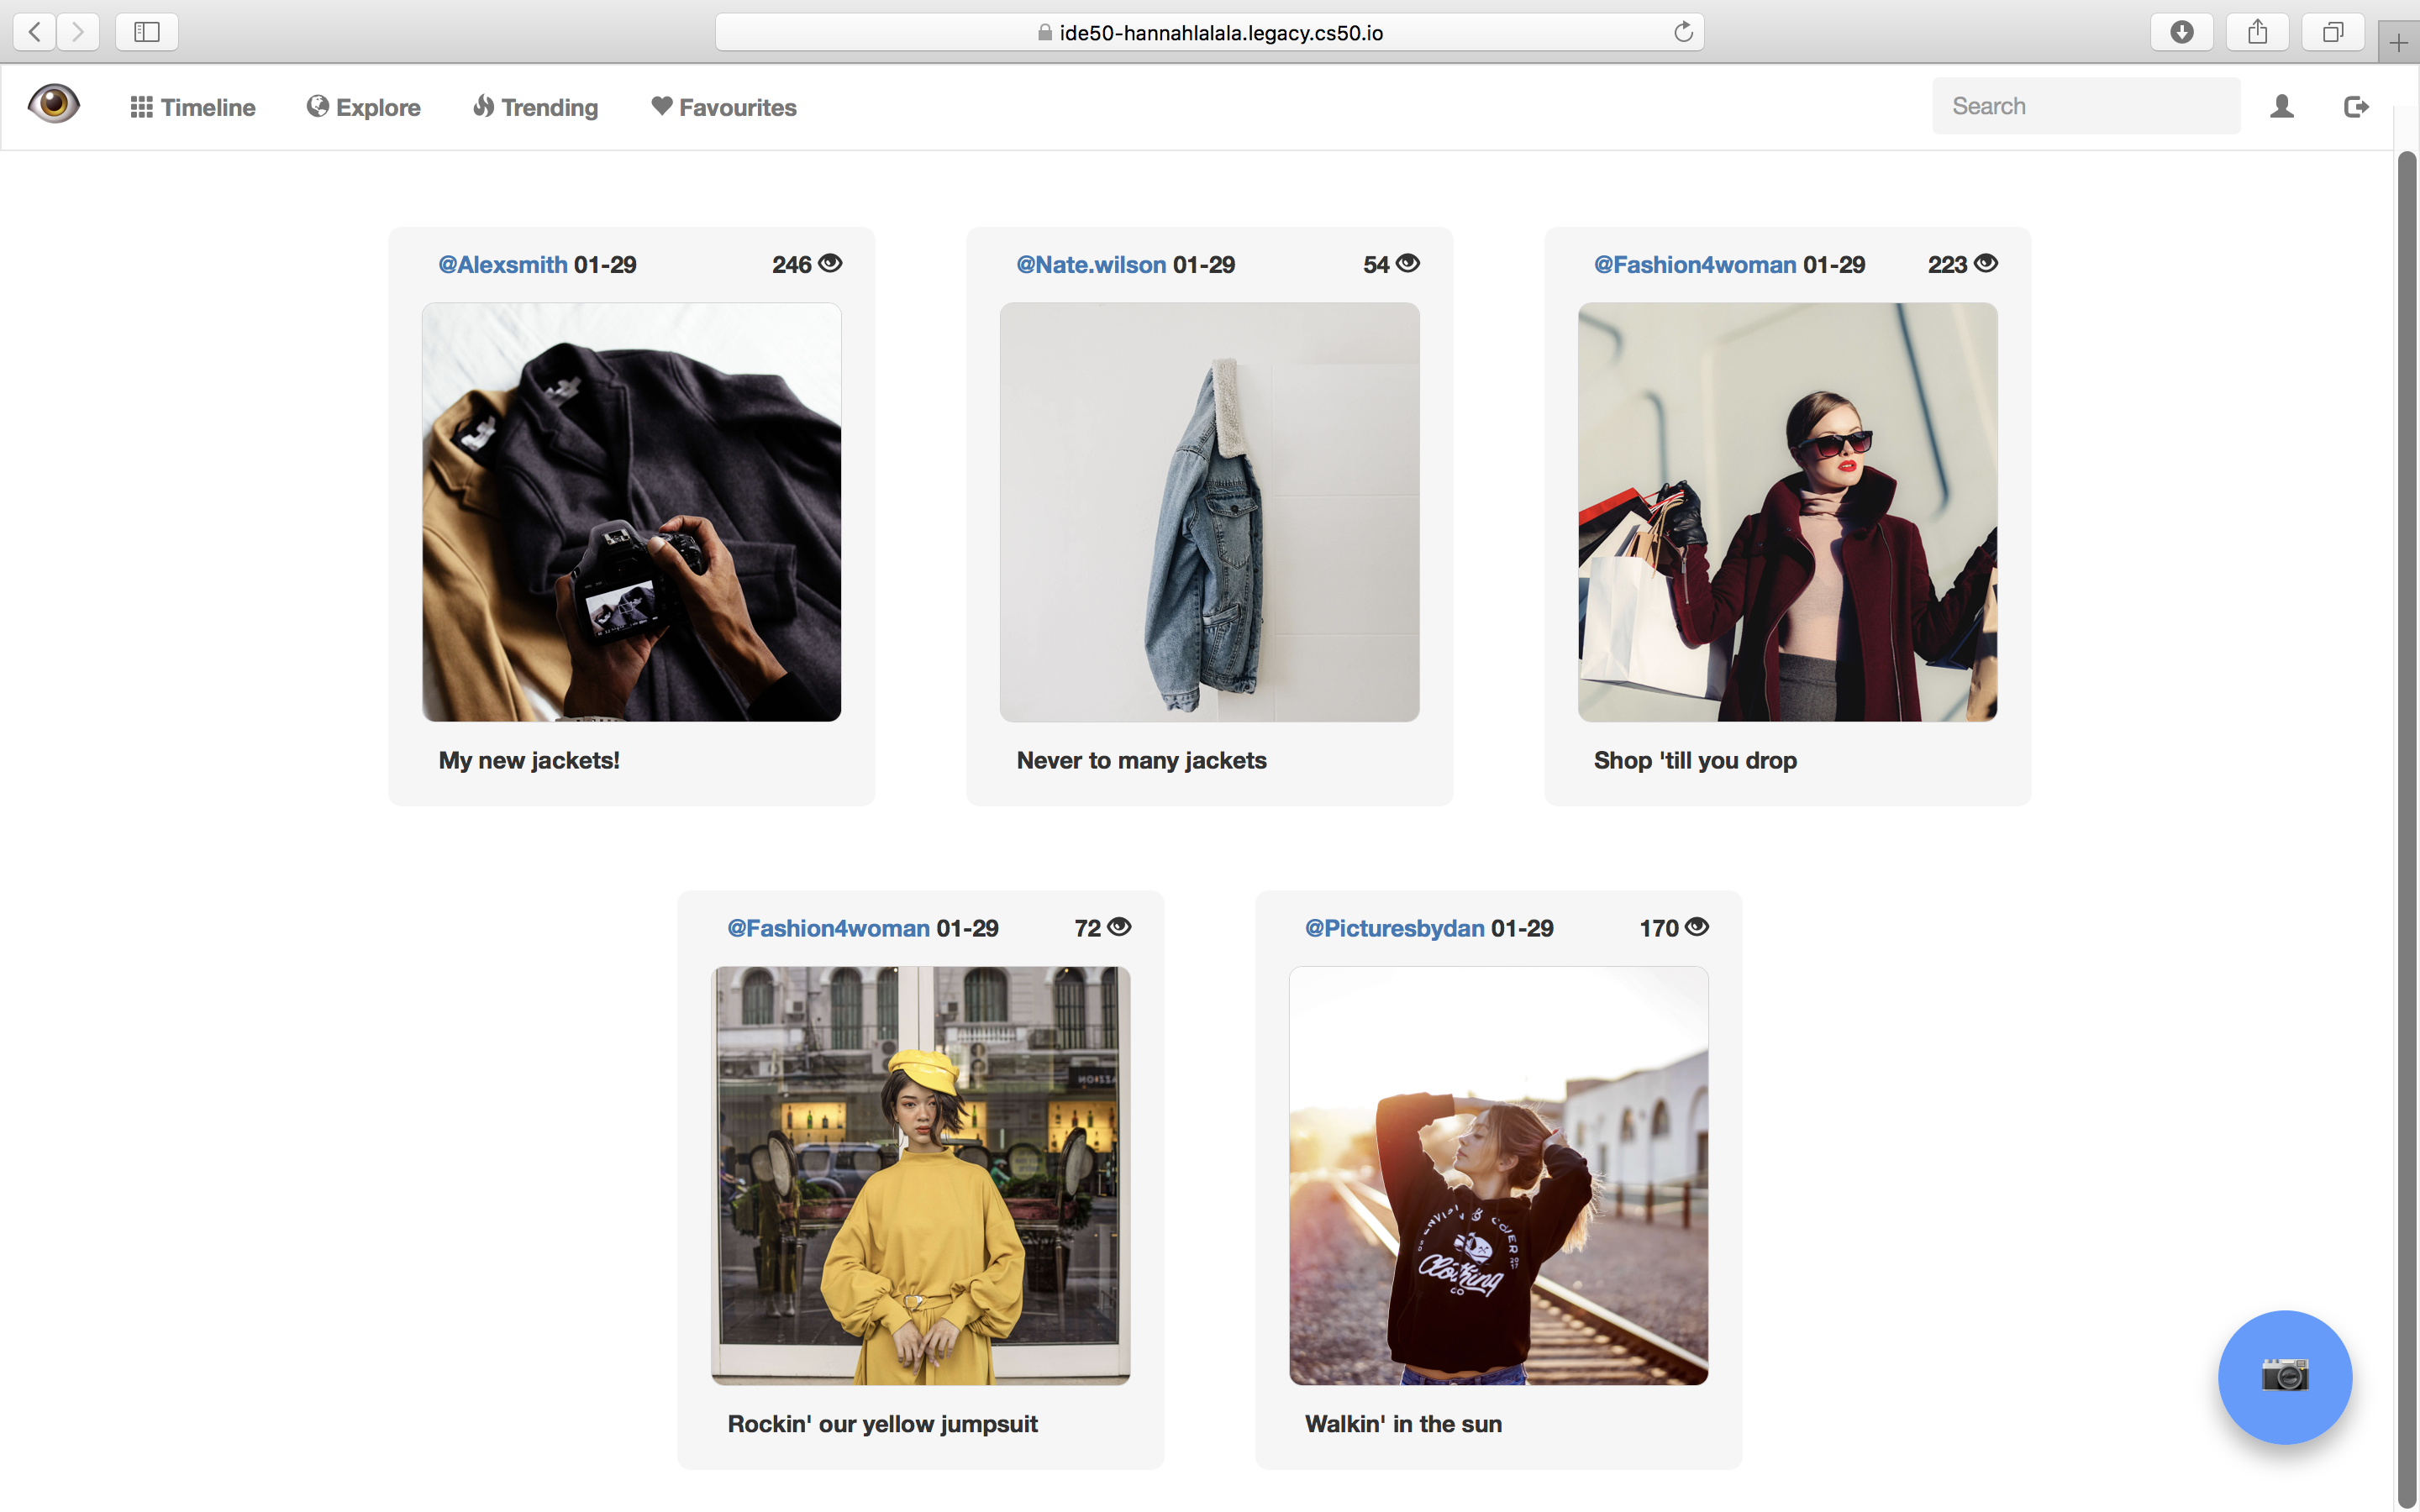 ide50-hannahlalala.legacy.cs50.io
Timeline Explore Trending Favourites Search
@Alexsmith 01-29 246
@Nate.wilson 01-29 54
@Fashion4woman 01-29 223
My new jackets!
Never to many jackets
Shop 'till you drop
@Fashion4woman 01-29 72
@Picturesbydan 01-29 170
Clothing
CO
Rockin' our yellow jumpsuit
Walkin' in the sun